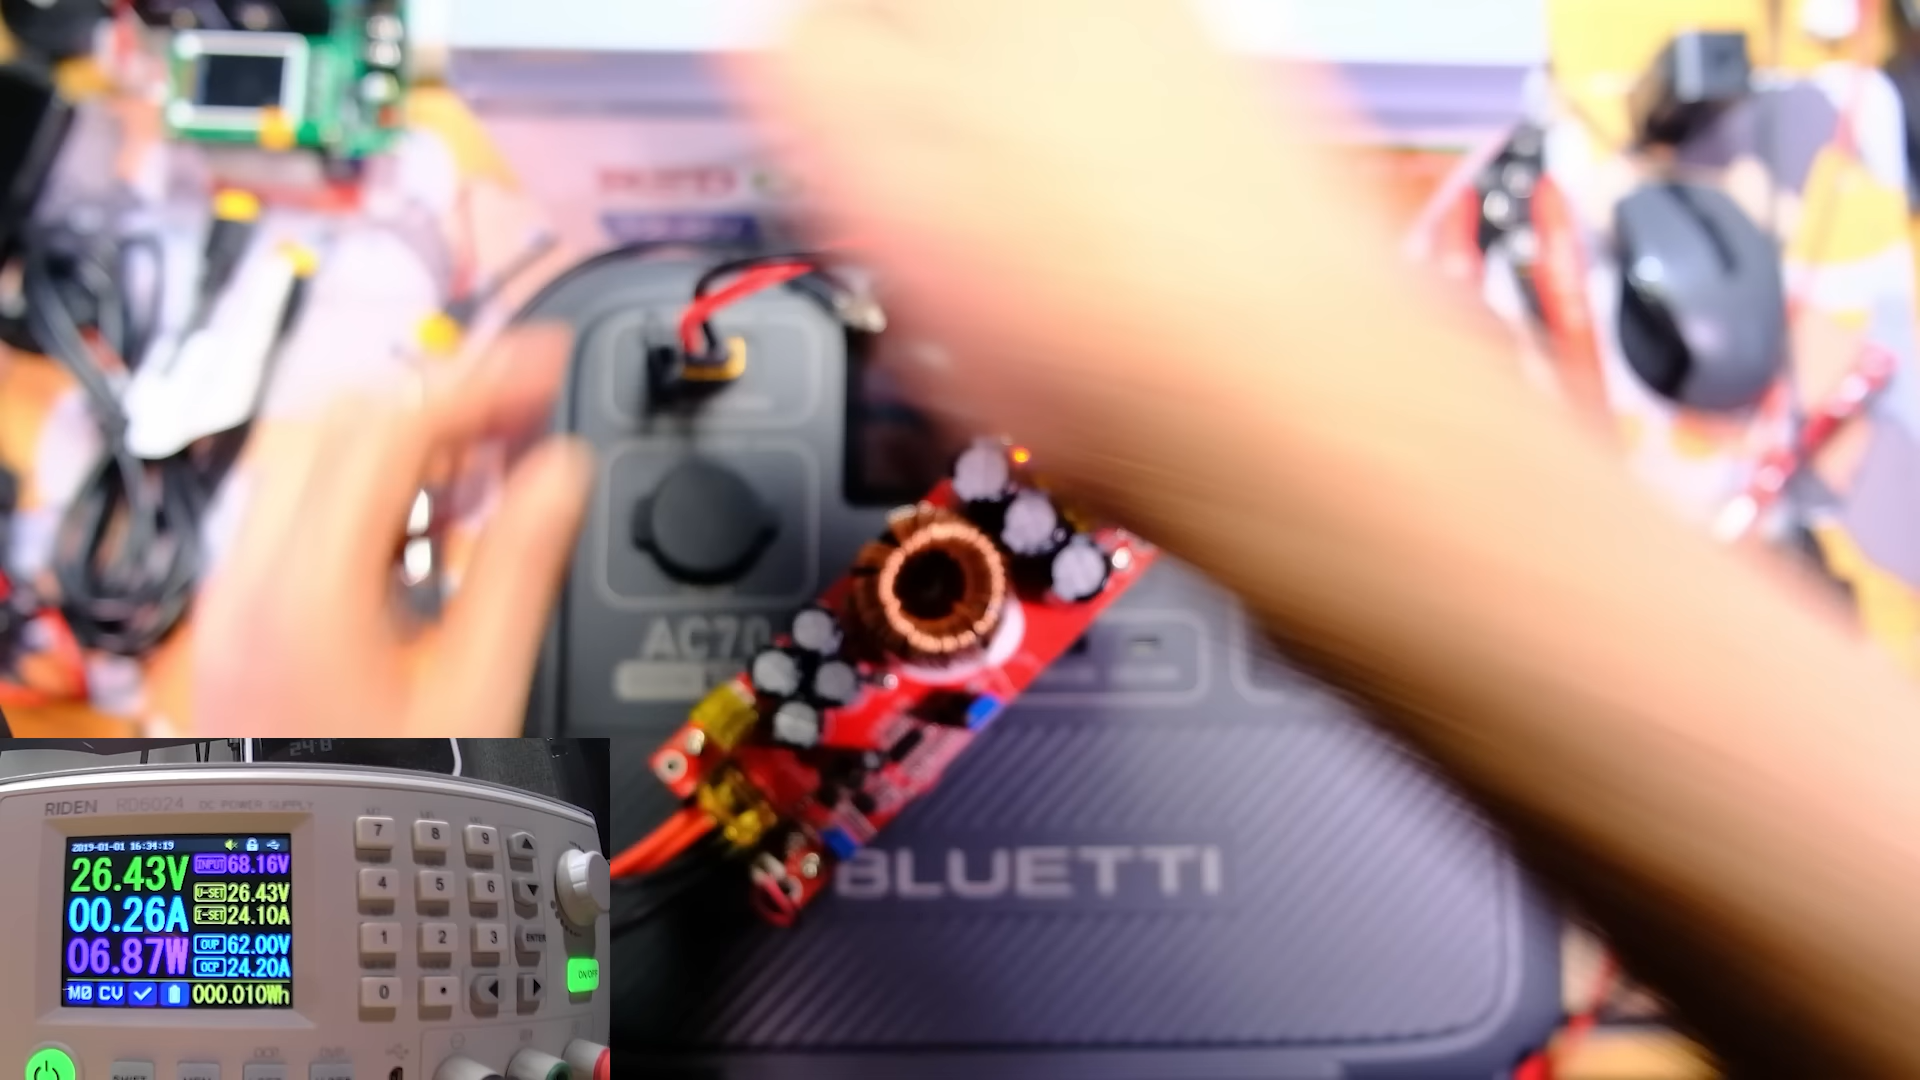 AC70
BLUETTI
24.8
RIDEN RD6024 DC POWER SUPPLY
2019-01-01 16:34:19
26.43V INPUT 68.16V
U-SET 26.43V
00.26A I-SET 24.10A
06.87W OVP 62.00V
OCP 24.20A
M0 CV 000.010Wh
7 8 9
4 5 6
1 2 3 ENTER
0 .
ON/OFF